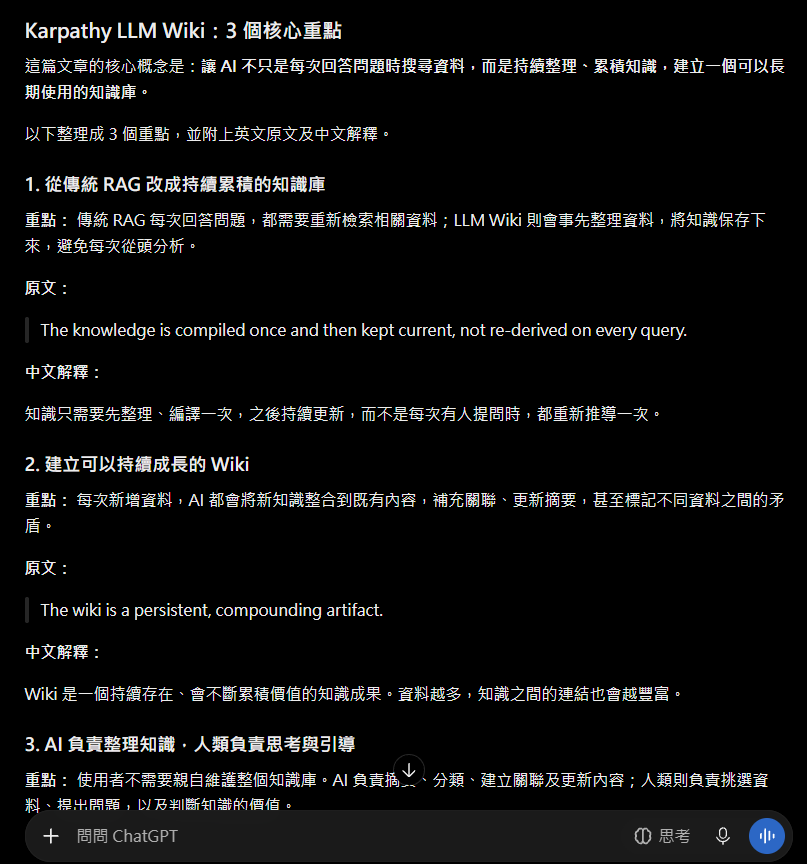 Karpathy LLM Wiki：3 個核心重點
這篇文章的核心概念是：讓 AI 不只是每次回答問題時搜尋資料，而是持續整理、累積知識，建立一個可以長
期使用的知識庫。
以下整理成 3 個重點，並附上英文原文及中文解釋。
1. 從傳統 RAG 改成持續累積的知識庫
重點： 傳統 RAG 每次回答問題，都需要重新檢索相關資料；LLM Wiki 則會事先整理資料，將知識保存下
來，避免每次從頭分析。
原文：
The knowledge is compiled once and then kept current, not re-derived on every query.
中文解釋：
知識只需要先整理、編譯一次，之後持續更新，而不是每次有人提問時，都重新推導一次。
2. 建立可以持續成長的 Wiki
重點： 每次新增資料，AI 都會將新知識整合到既有內容，補充關聯、更新摘要，甚至標記不同資料之間的矛
盾。
原文：
The wiki is a persistent, compounding artifact.
中文解釋：
Wiki 是一個持續存在、會不斷累積價值的知識成果。資料越多，知識之間的連結也會越豐富。
3. AI 負責整理知識，人類負責思考與引導
重點： 使用者不需要親自維護整個知識庫。AI 負責摘、分類、建立關聯及更新內容；人類則負責挑選資
料、提出問題，以及判斷知識的價值。
問問 ChatGPT
思考